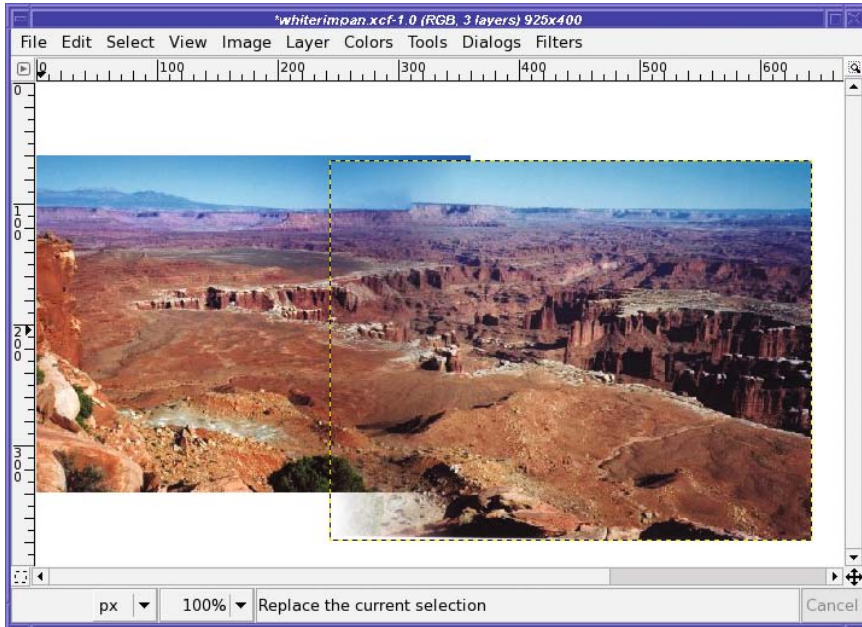 *whiterimpan.xcf-1.0 (RGB, 3 layers) 925x400
File Edit Select View Image Layer Colors Tools Dialogs Filters
0 100 200 300 400 500 600
0
100
200
300
px 100% Replace the current selection Cancel